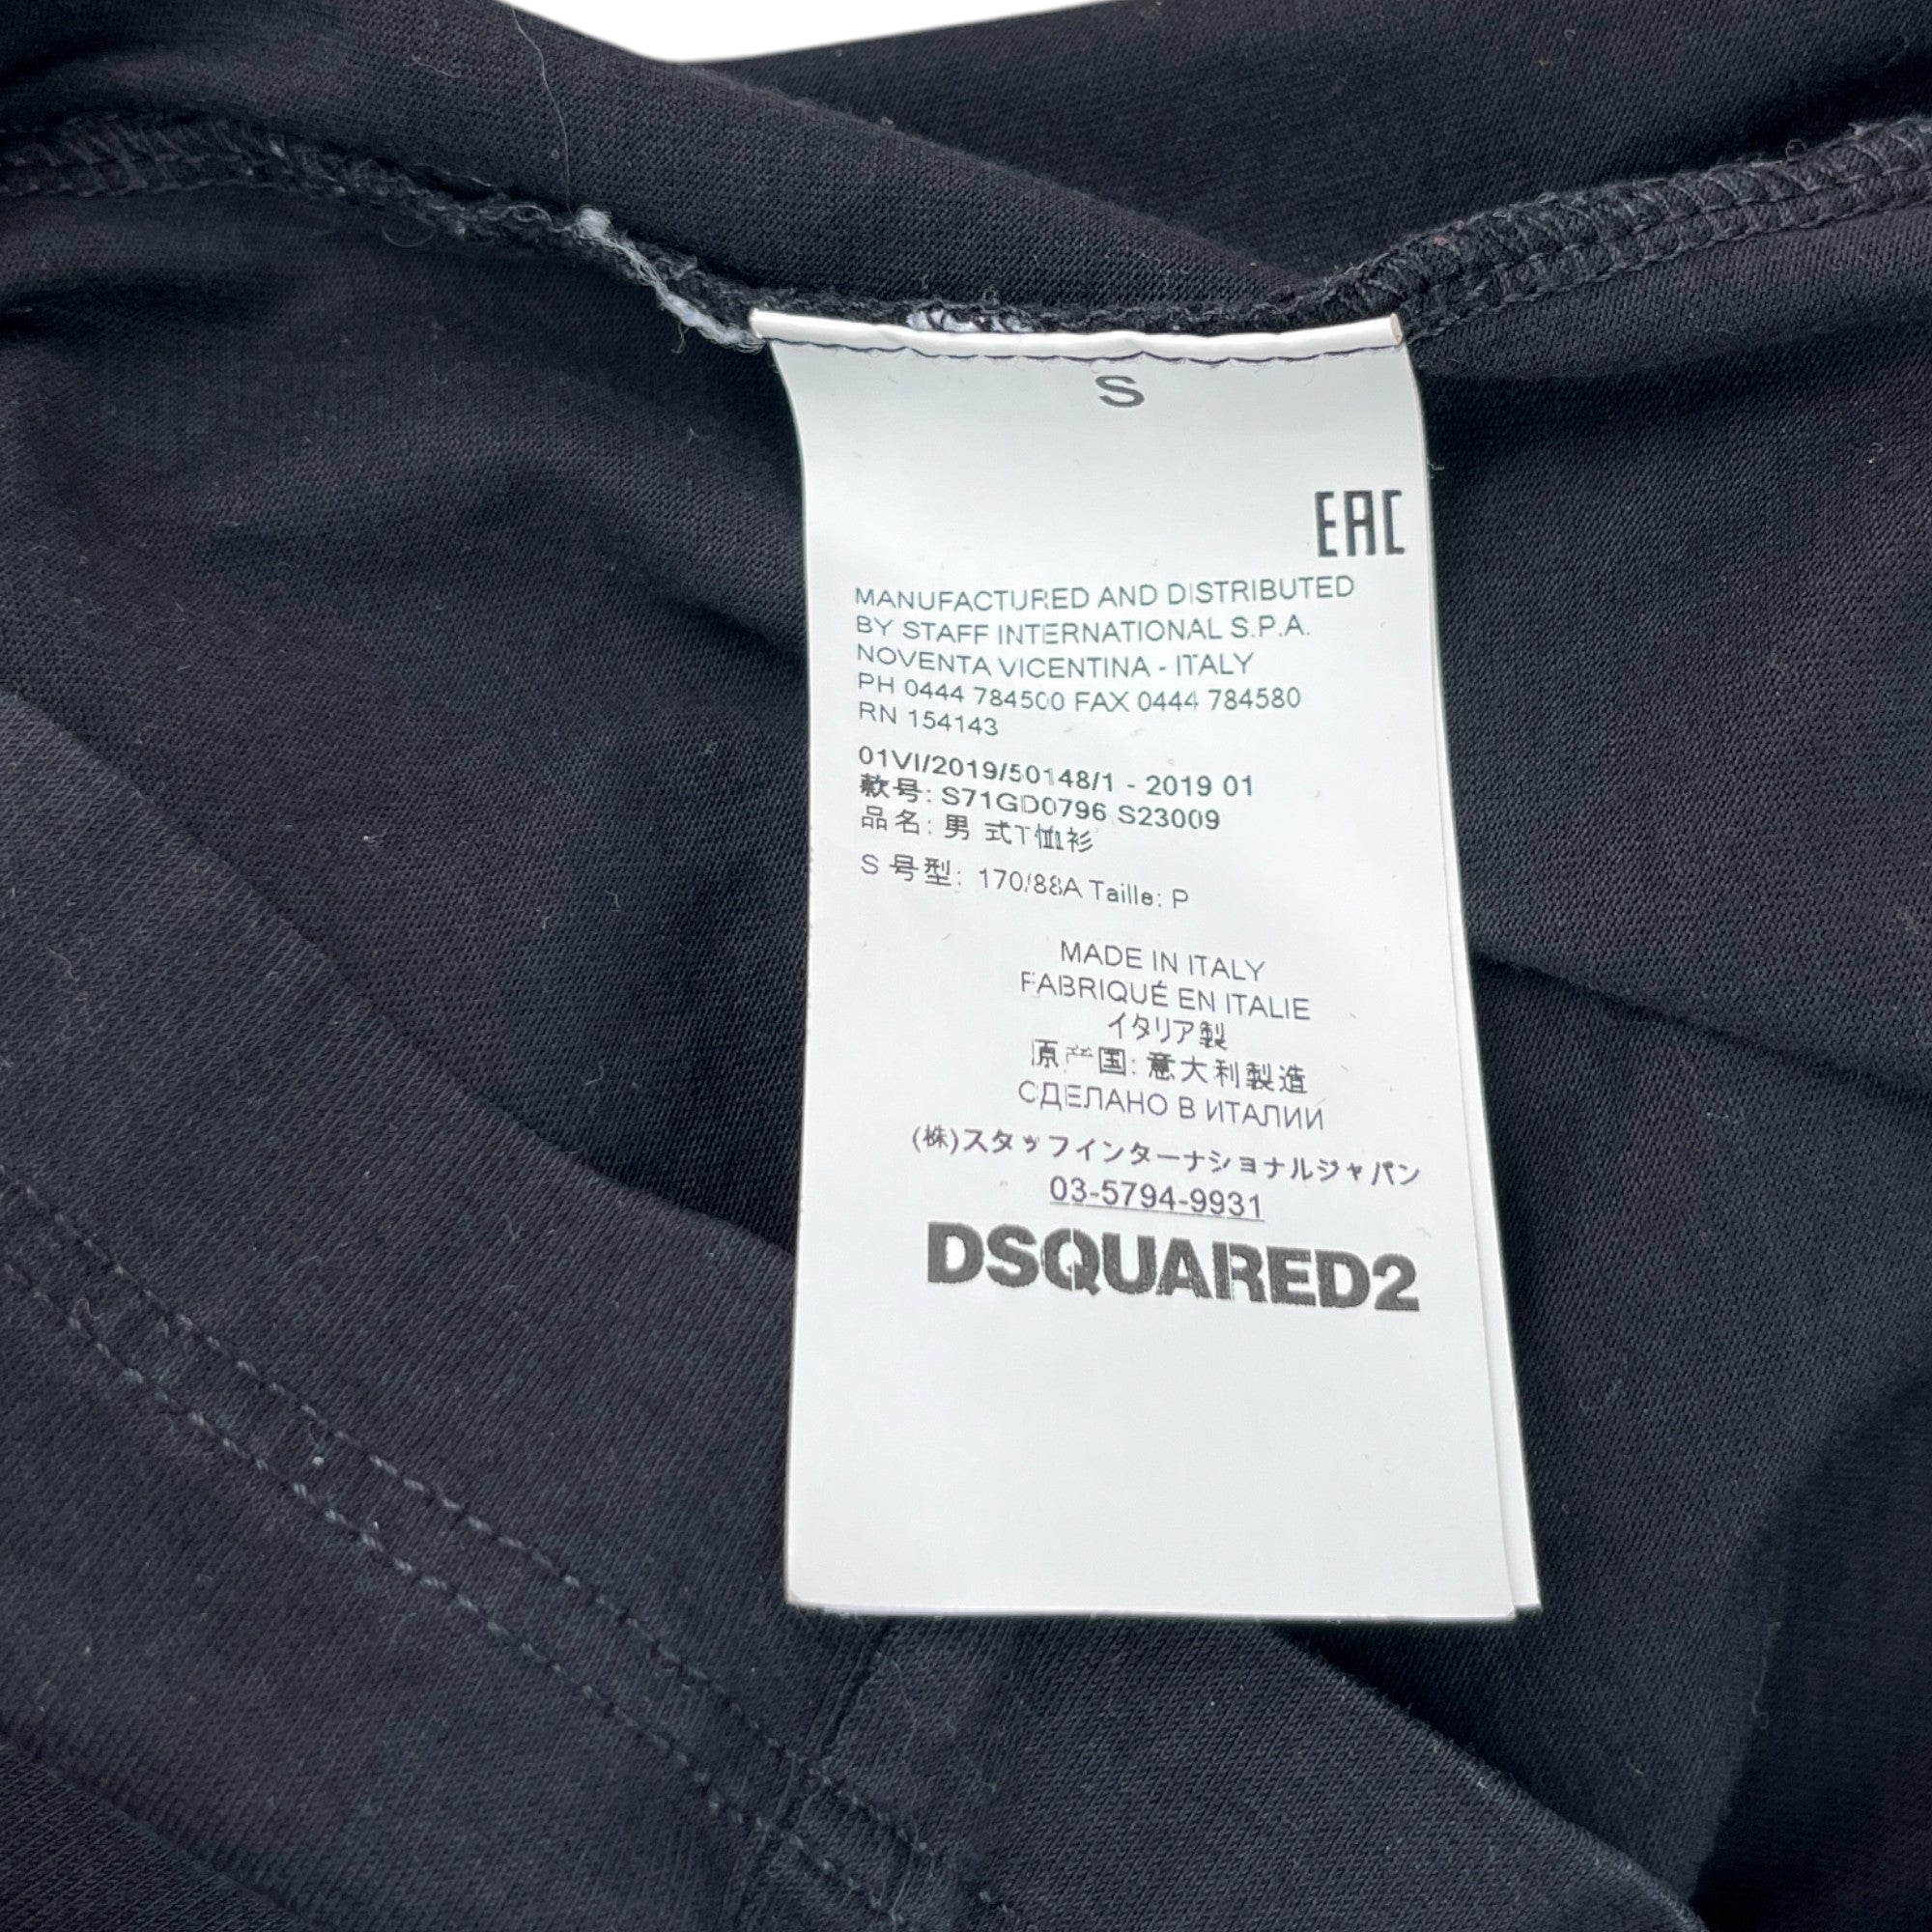 S
EAC
MANUFACTURED AND DISTRIBUTED
BY STAFF INTERNATIONAL S.P.A.
NOVENTA VICENTINA - ITALY
PH 0444 784500 FAX 0444 784580
RN 154143
01VI/2019/50148/1 - 2019 01
款号: S71GD0796 S23009
品名: 男 式T恤衫
S 号型: 170/88A Taille: P
MADE IN ITALY
FABRIQUÉ EN ITALIE
イタリア製
原产国: 意大利製造
СДЕЛАНО В ИТАЛИИ
(株)スタッフインターナショナルジャパン
03-5794-9931
DSQUARED2